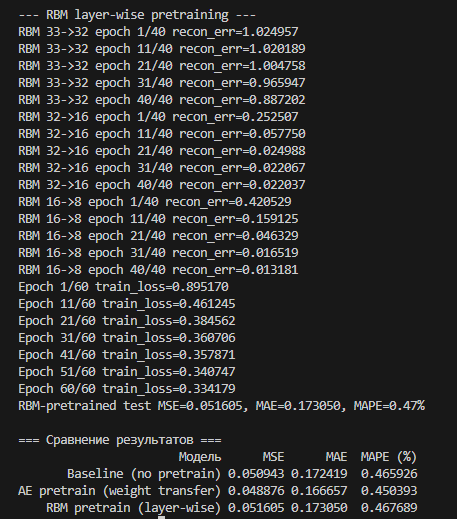 --- RBM layer-wise pretraining ---
RBM 33->32 epoch 1/40 recon_err=1.024957
RBM 33->32 epoch 11/40 recon_err=1.020189
RBM 33->32 epoch 21/40 recon_err=1.004758
RBM 33->32 epoch 31/40 recon_err=0.965947
RBM 33->32 epoch 40/40 recon_err=0.887202
RBM 32->16 epoch 1/40 recon_err=0.252507
RBM 32->16 epoch 11/40 recon_err=0.057750
RBM 32->16 epoch 21/40 recon_err=0.024988
RBM 32->16 epoch 31/40 recon_err=0.022067
RBM 32->16 epoch 40/40 recon_err=0.022037
RBM 16->8 epoch 1/40 recon_err=0.420529
RBM 16->8 epoch 11/40 recon_err=0.159125
RBM 16->8 epoch 21/40 recon_err=0.046329
RBM 16->8 epoch 31/40 recon_err=0.016519
RBM 16->8 epoch 40/40 recon_err=0.013181
Epoch 1/60 train_loss=0.895170
Epoch 11/60 train_loss=0.461245
Epoch 21/60 train_loss=0.384562
Epoch 31/60 train_loss=0.360706
Epoch 41/60 train_loss=0.357871
Epoch 51/60 train_loss=0.340747
Epoch 60/60 train_loss=0.334179
RBM-pretrained test MSE=0.051605, MAE=0.173050, MAPE=0.47%

=== Сравнение результатов ===
Модель MSE MAE MAPE (%)
Baseline (no pretrain) 0.050943 0.172419 0.465926
AE pretrain (weight transfer) 0.048876 0.166657 0.450393
RBM pretrain (layer-wise) 0.051605 0.173050 0.467689